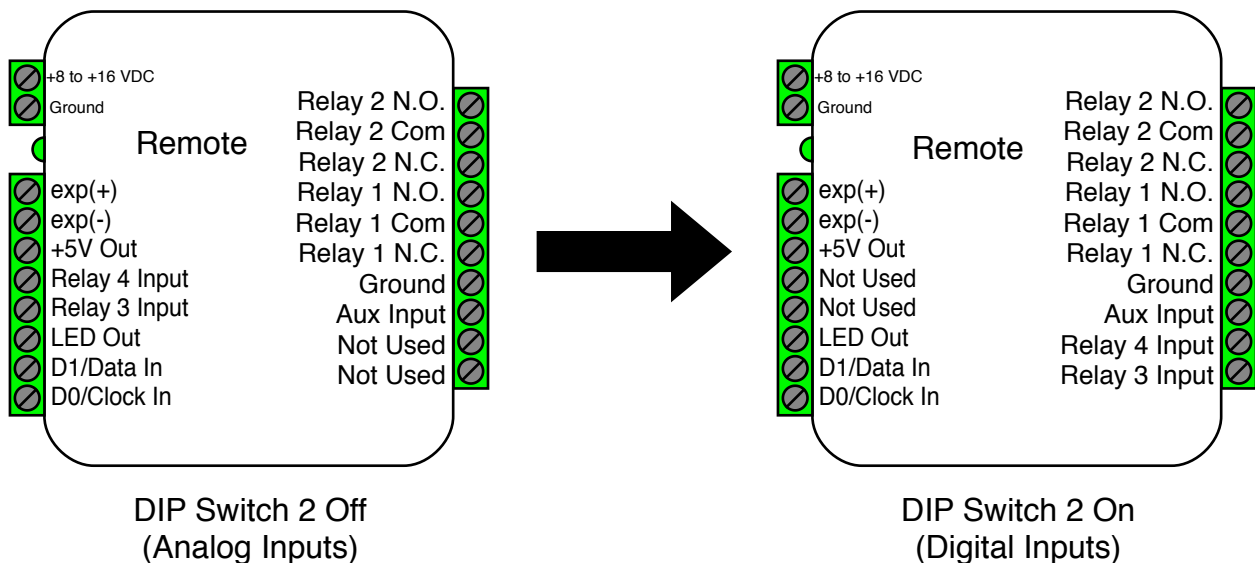 +8 to +16 VDC
Ground
Remote
exp(+)
exp(-)
+5V Out
Relay 4 Input
Relay 3 Input
LED Out
D1/Data In
D0/Clock In
Relay 2 N.O.
Relay 2 Com
Relay 2 N.C.
Relay 1 N.O.
Relay 1 Com
Relay 1 N.C.
Ground
Aux Input
Not Used
Not Used
DIP Switch 2 Off
(Analog Inputs)
+8 to +16 VDC
Ground
Remote
exp(+)
exp(-)
+5V Out
Not Used
Not Used
LED Out
D1/Data In
D0/Clock In
Relay 2 N.O.
Relay 2 Com
Relay 2 N.C.
Relay 1 N.O.
Relay 1 Com
Relay 1 N.C.
Ground
Aux Input
Relay 4 Input
Relay 3 Input
DIP Switch 2 On
(Digital Inputs)